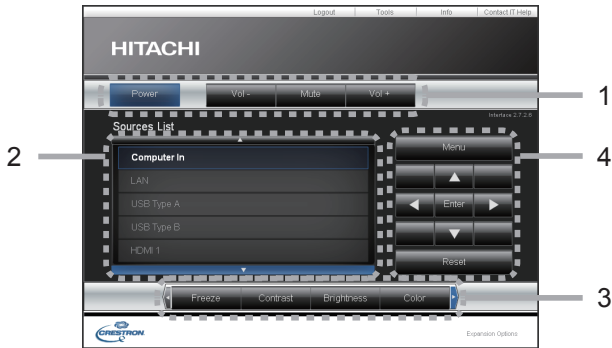 Logout Tools Info Contact IT Help
HITACHI
Power Vol - Mute Vol + 1
Interface 2.7.2.6
Sources List
Menu
2 Computer In 4
LAN
USB Type A Enter
USB Type B
HDMI 1 Reset
Freeze Contrast Brightness Color 3
CRESTRON Expansion Options